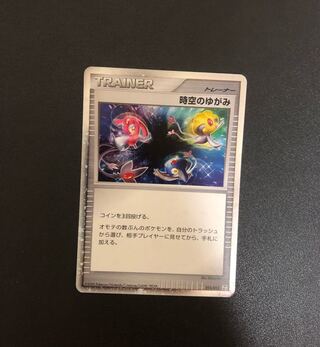 TRAINER
トレーナー
時空のゆがみ
コインを3回投げる。
オモテの数ぶんのポケモンを、自分のトラッシュ
から選び、相手プレイヤーに見せてから、手札に
加える。